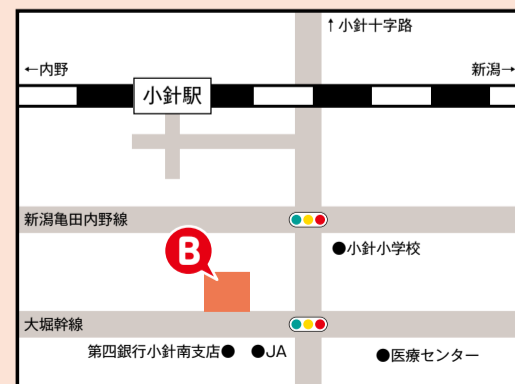 ↑小針十字路
←内野
新潟→
小針駅
新潟亀田内野線
B
●小針小学校
大堀幹線
第四銀行小針南支店●
●JA
●医療センター